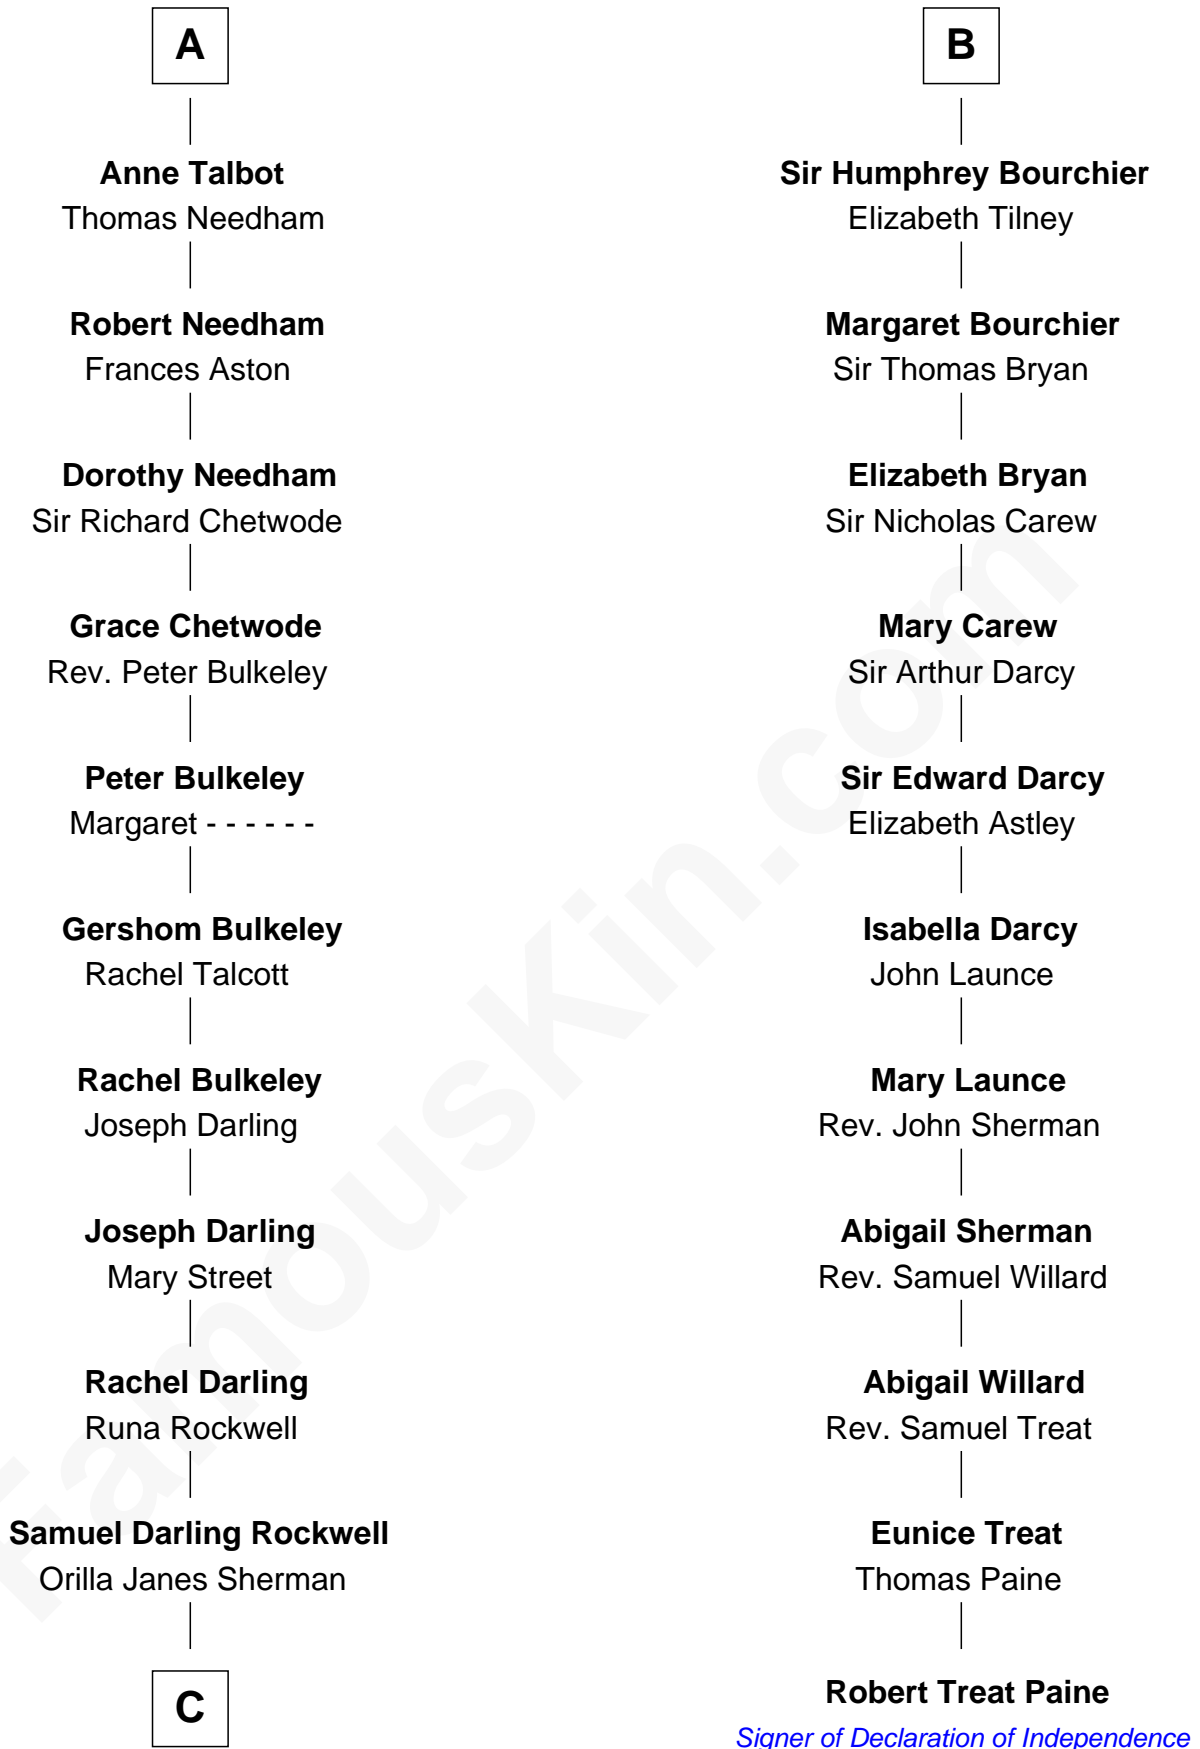 A
Anne Talbot
Thomas Needham
Robert Needham
Frances Aston
Dorothy Needham
Sir Richard Chetwode
Grace Chetwode
Rev. Peter Bulkeley
Peter Bulkeley
Margaret - - - - - -
Gershom Bulkeley
Rachel Talcott
Rachel Bulkeley
Joseph Darling
Joseph Darling
Mary Street
Rachel Darling
Runa Rockwell
Samuel Darling Rockwell
Orilla Janes Sherman
C
B
Sir Humphrey Bourchier
Elizabeth Tilney
Margaret Bourchier
Sir Thomas Bryan
Elizabeth Bryan
Sir Nicholas Carew
Mary Carew
Sir Arthur Darcy
Sir Edward Darcy
Elizabeth Astley
Isabella Darcy
John Launce
Mary Launce
Rev. John Sherman
Abigail Sherman
Rev. Samuel Willard
Abigail Willard
Rev. Samuel Treat
Eunice Treat
Thomas Paine
Robert Treat Paine
Signer of Declaration of Independence
FamousKin.com